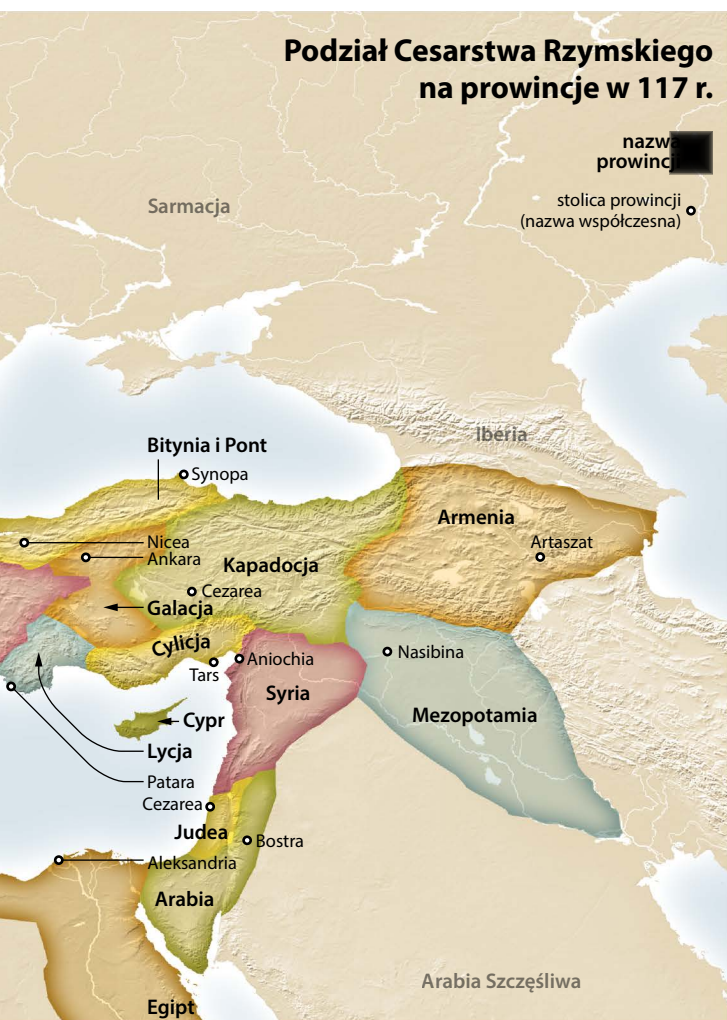 Podział Cesarstwa Rzymskiego
na prowincje w 117 r.
nazwa
prowincji
stolica prowincji
(nazwa współczesna)
Sarmacja
Iberia
Bitynia i Pont
Synopa
Armenia
Nicea
Ankara
Artaszat
Kapadocja
Cezarea
Galacja
Cylicja
Aniochia
Nasibina
Tars
Syria
Cypr
Mezopotamia
Lycja
Patara
Cezarea
Judea
Bostra
Aleksandria
Arabia
Arabia Szczęśliwa
Egipt